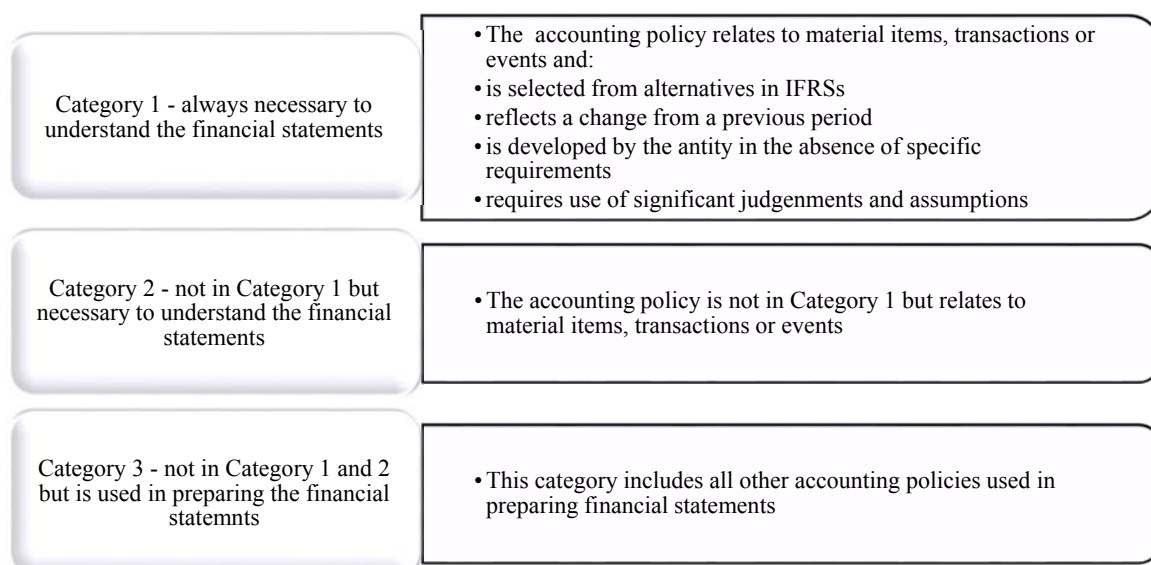 Category 1 - always necessary to
understand the financial statements
• The  accounting policy relates to material items, transactions or
events and:
• is selected from alternatives in IFRSs
• reflects a change from a previous period
• is developed by the antity in the absence of specific
requirements
• requires use of significant judgenments and assumptions
Category 2 - not in Category 1 but
necessary to understand the financial
statements
• The accounting policy is not in Category 1 but relates to
material items, transactions or events
Category 3 - not in Category 1 and 2
but is used in preparing the financial
statemnts
• This category includes all other accounting policies used in
preparing financial statements